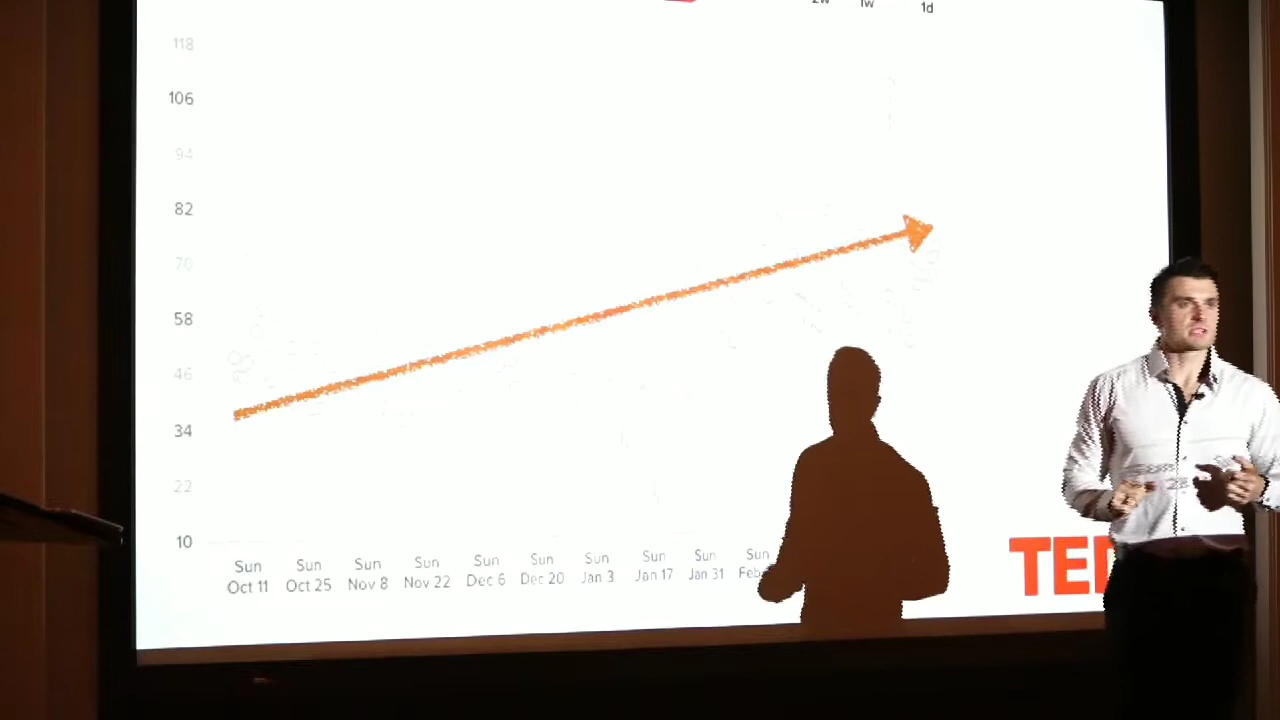 2w 1w 1d
118
106
94
82
70
58
46
34
22
10
Sun Sun Sun Sun Sun Sun Sun Sun Sun Sun
Oct 11 Oct 25 Nov 8 Nov 22 Dec 6 Dec 20 Jan 3 Jan 17 Jan 31 Feb
TED